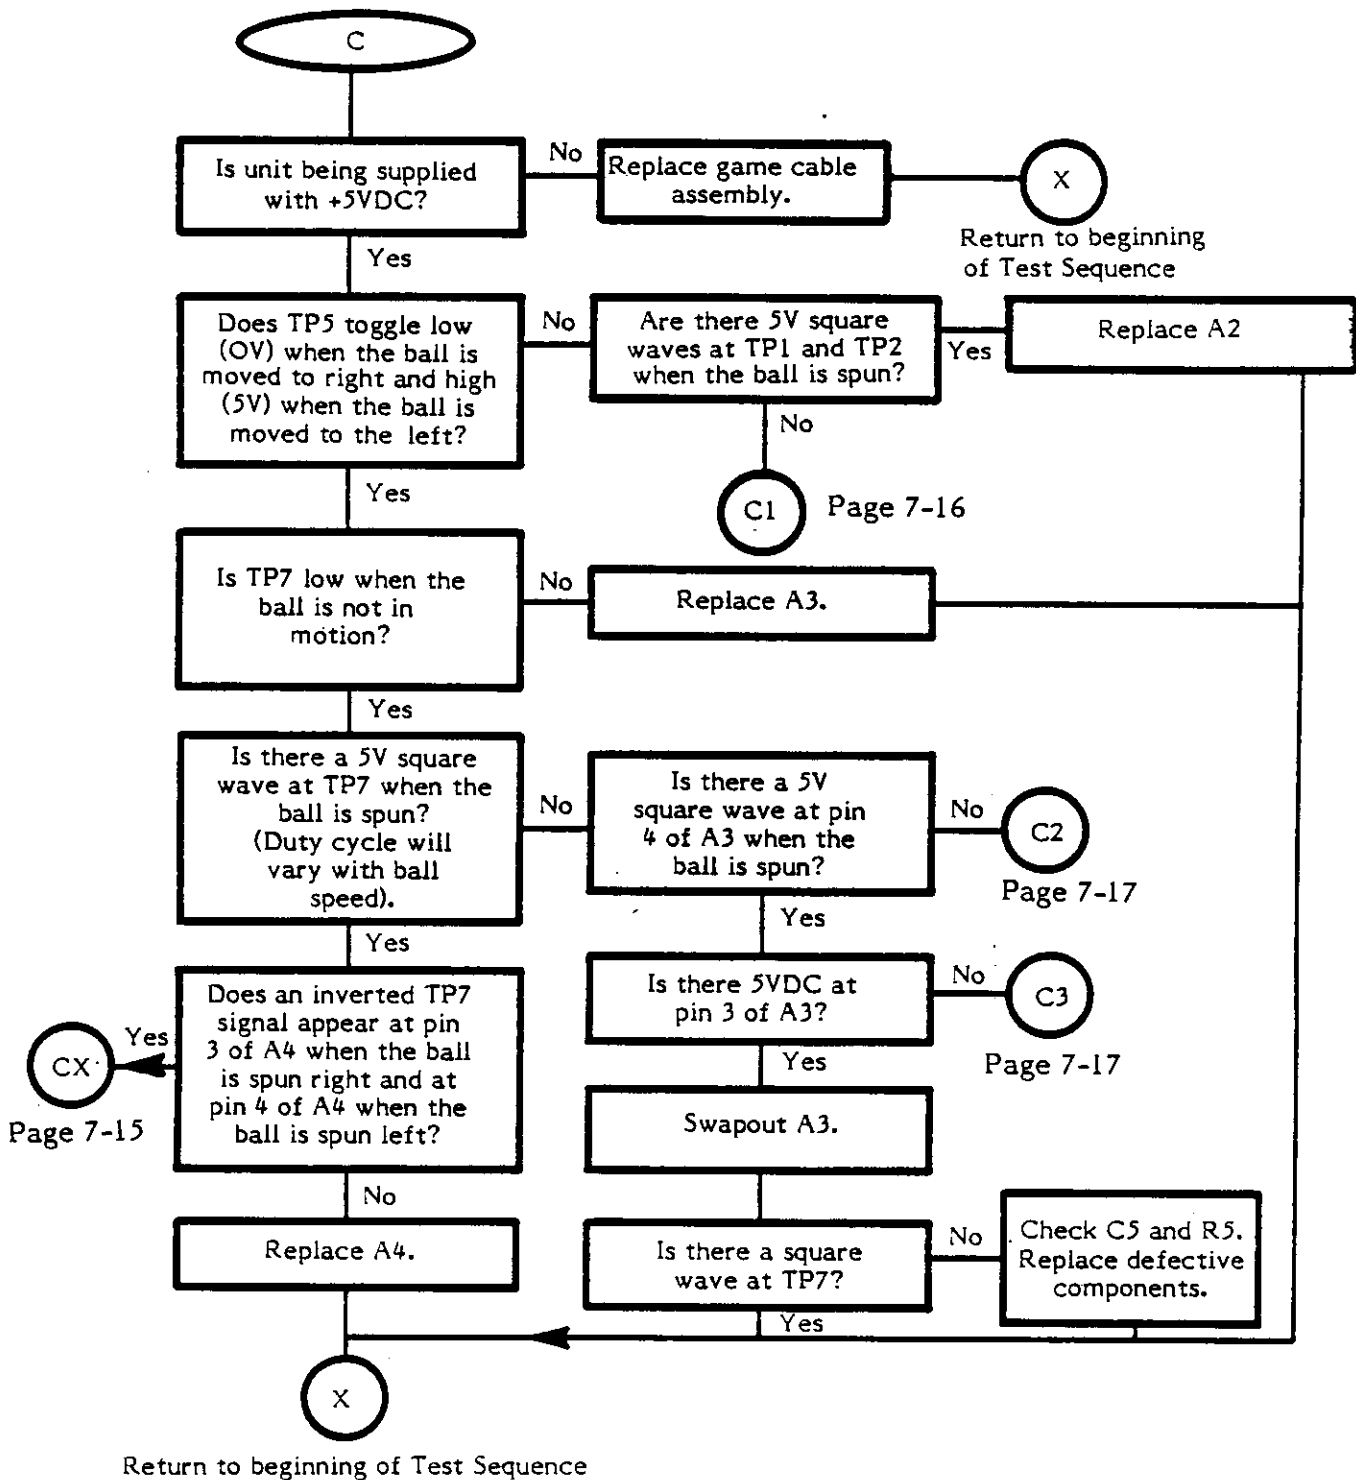 C
Is unit being supplied
with +5VDC?
No
Replace game cable
assembly.
X
Return to beginning
of Test Sequence
Yes
Does TP5 toggle low
(OV) when the ball is
moved to right and high
(5V) when the ball is
moved to the left?
No
Are there 5V square
waves at TP1 and TP2
when the ball is spun?
Yes
Replace A2
No
C1
Page 7-16
Yes
Is TP7 low when the
ball is not in
motion?
No
Replace A3.
Yes
Is there a 5V square
wave at TP7 when the
ball is spun?
(Duty cycle will
vary with ball
speed).
No
Is there a 5V
square wave at pin
4 of A3 when the
ball is spun?
No
C2
Page 7-17
Yes
Yes
Does an inverted TP7
signal appear at pin
3 of A4 when the ball
is spun right and at
pin 4 of A4 when the
ball is spun left?
Yes
CX
Page 7-15
Is there 5VDC at
pin 3 of A3?
No
C3
Page 7-17
Yes
Swapout A3.
No
Replace A4.
Is there a square
wave at TP7?
No
Check C5 and R5.
Replace defective
components.
Yes
X
Return to beginning of Test Sequence